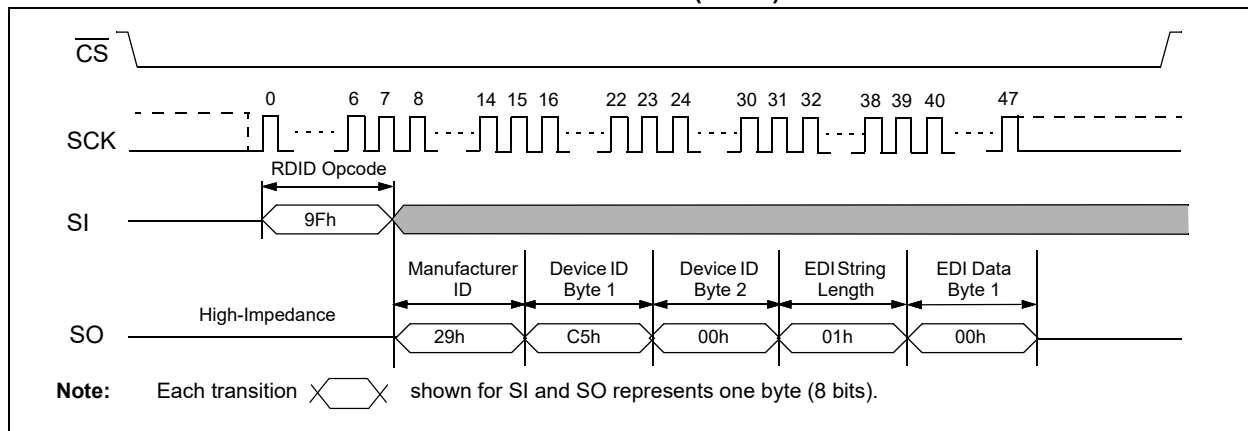 CS
0 6 7 8 14 15 16 22 23 24 30 31 32 38 39 40 47
SCK
RDID Opcode
SI
9Fh
Manufacturer ID
Device ID Byte 1
Device ID Byte 2
EDI String Length
EDI Data Byte 1
High-Impedance
SO
29h C5h 00h 01h 00h
Note: Each transition shown for SI and SO represents one byte (8 bits).